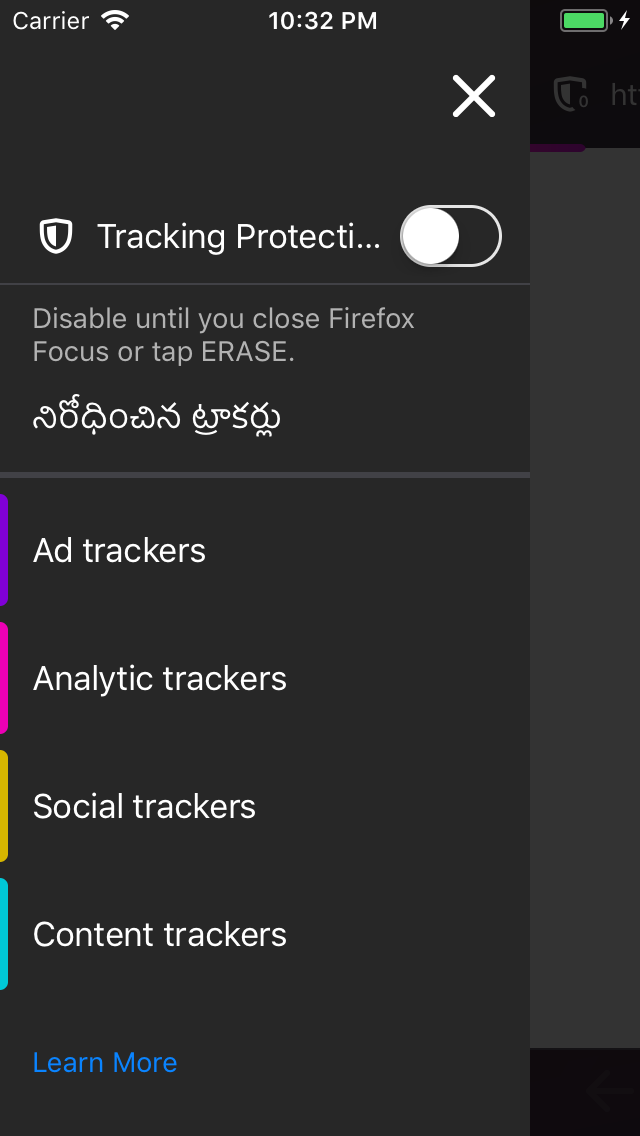 Carrier 10:32 PM
0 ht
Tracking Protecti...
Disable until you close Firefox
Focus or tap ERASE.
నిరోధించిన ట్రాకర్లు
Ad trackers
Analytic trackers
Social trackers
Content trackers
Learn More